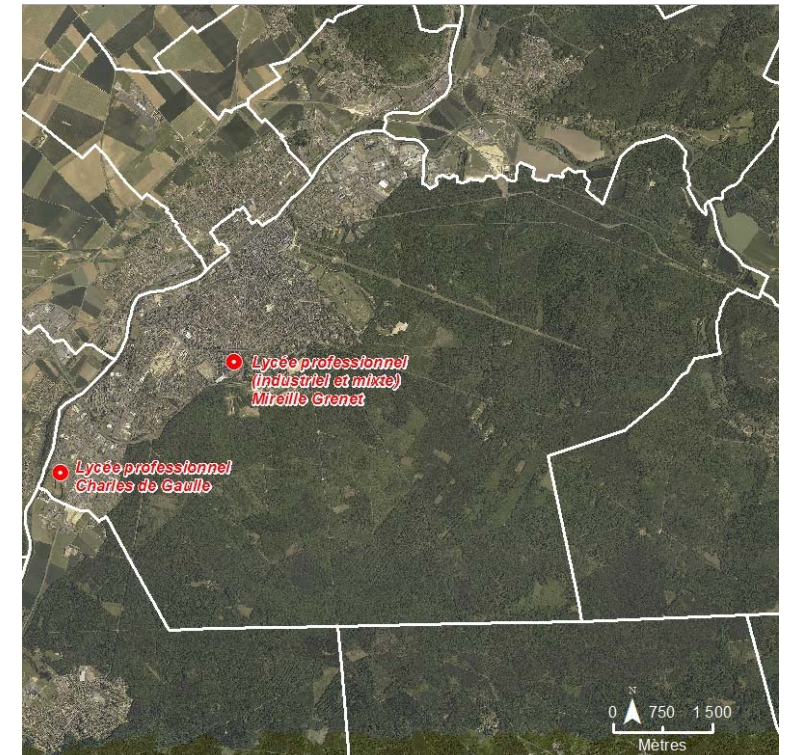 Lycée professionnel
(industriel et mixte)
Mireille Grenet
Lycée professionnel
Charles de Gaulle
N
0 750 1 500
Mètres